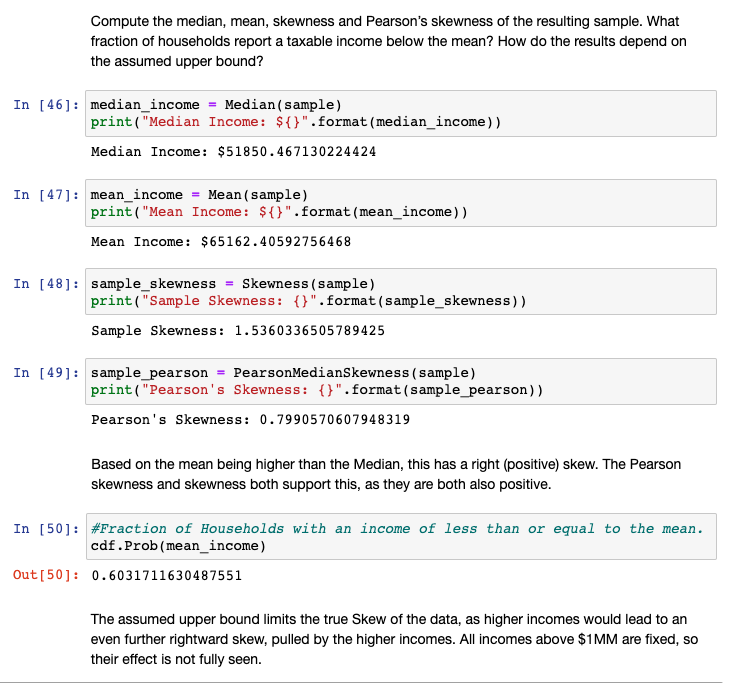 Compute the median, mean, skewness and Pearson's skewness of the resulting sample. What
fraction of households report a taxable income below the mean? How do the results depend on
the assumed upper bound?
In [46]: median_income = Median(sample)
print("Median Income: ${}".format(median_income))
Median Income: $51850.467130224424
In [47]: mean_income = Mean(sample)
print("Mean Income: ${}".format(mean_income))
Mean Income: $65162.40592756468
In [48]: sample_skewness = Skewness(sample)
print("Sample Skewness: {}".format(sample_skewness))
Sample Skewness: 1.5360336505789425
In [49]: sample_pearson = PearsonMedianSkewness(sample)
print("Pearson's Skewness: {}".format(sample_pearson))
Pearson's Skewness: 0.7990570607948319
Based on the mean being higher than the Median, this has a right (positive) skew. The Pearson
skewness and skewness both support this, as they are both also positive.
In [50]: #Fraction of Households with an income of less than or equal to the mean.
cdf.Prob(mean_income)
Out[50]: 0.6031711630487551
The assumed upper bound limits the true Skew of the data, as higher incomes would lead to an
even further rightward skew, pulled by the higher incomes. All incomes above $1MM are fixed, so
their effect is not fully seen.